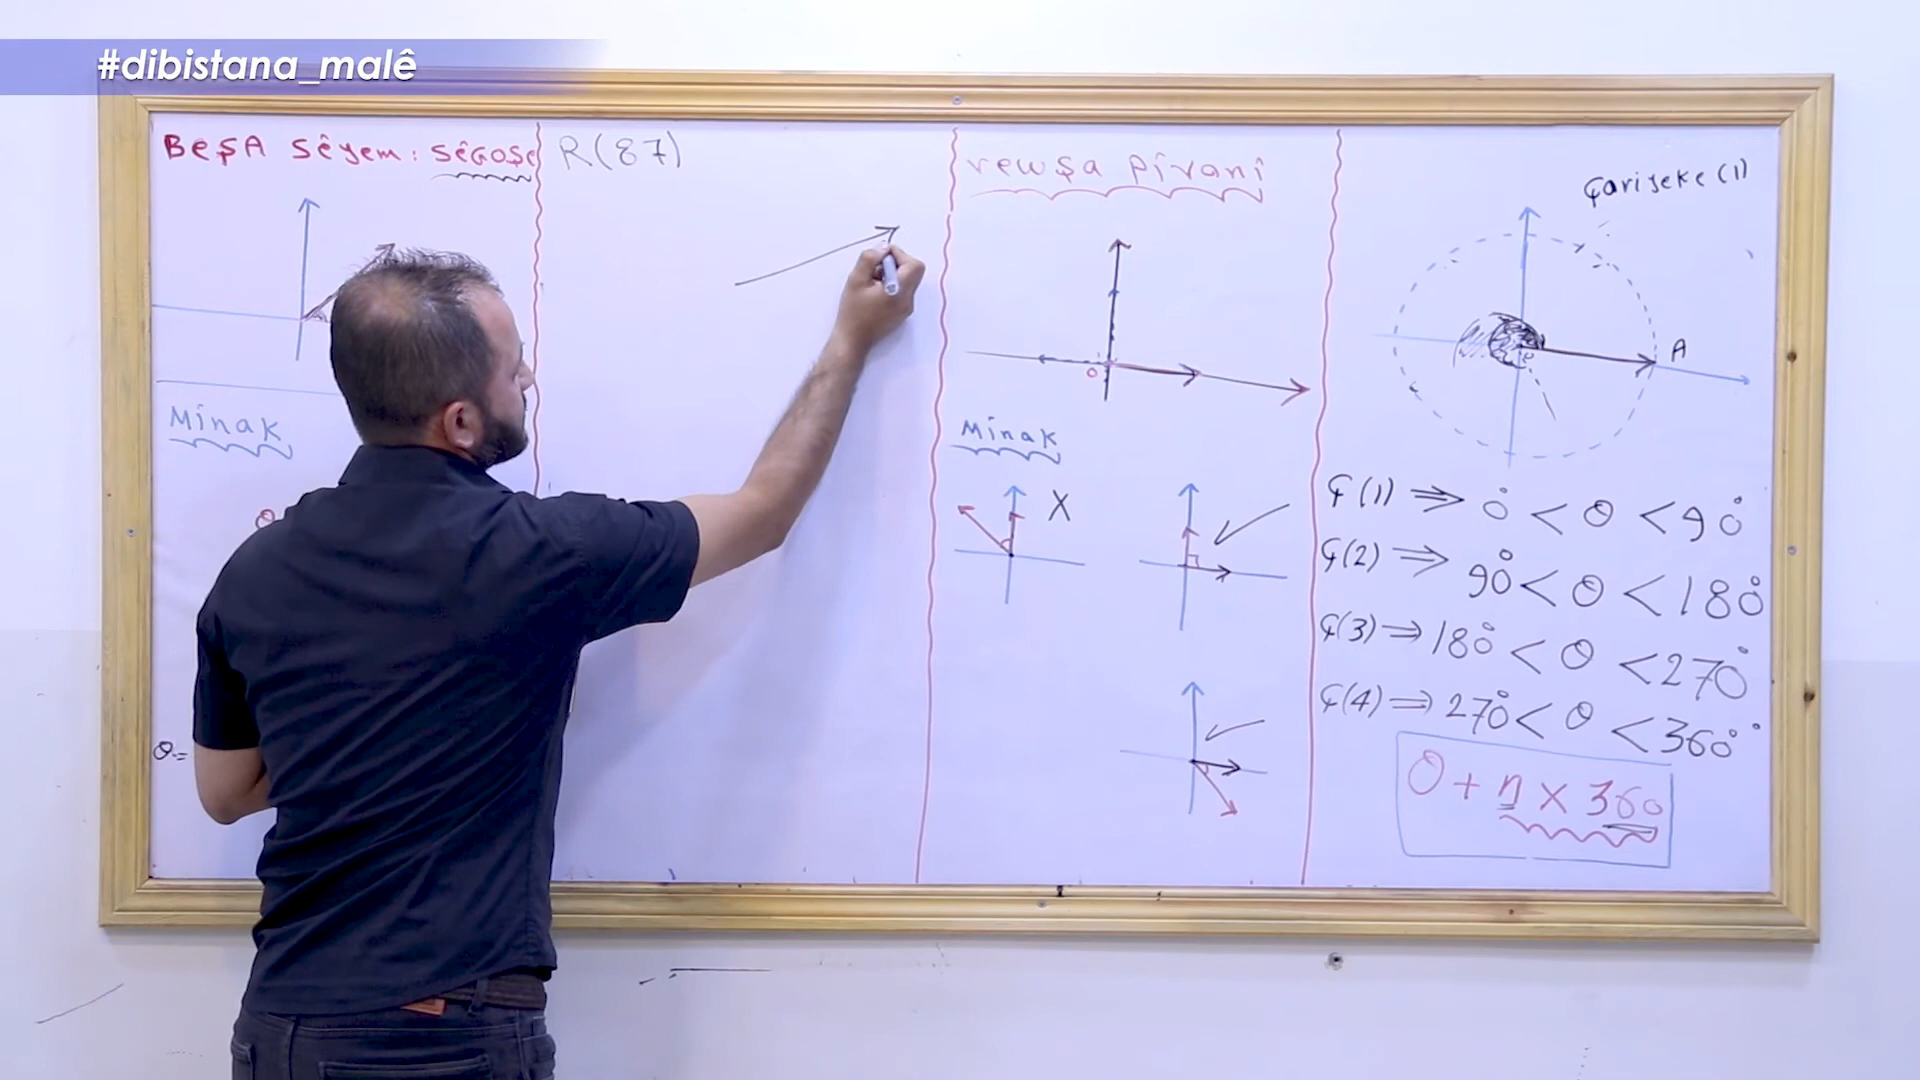 #dibistana_malê
BeŞA Sêyem: SêGOŞe
Minak
θ
θ=
R(87)
rewşa pîvanî
o
Minak
X
Çariyeke (1)
A
e
Ç(1) ⇒ 0° < θ < 90°
Ç(2) ⇒ 90° < θ < 180°
Ç(3) ⇒ 180° < θ < 270°
Ç(4) ⇒ 270° < θ < 360°
θ + n × 360